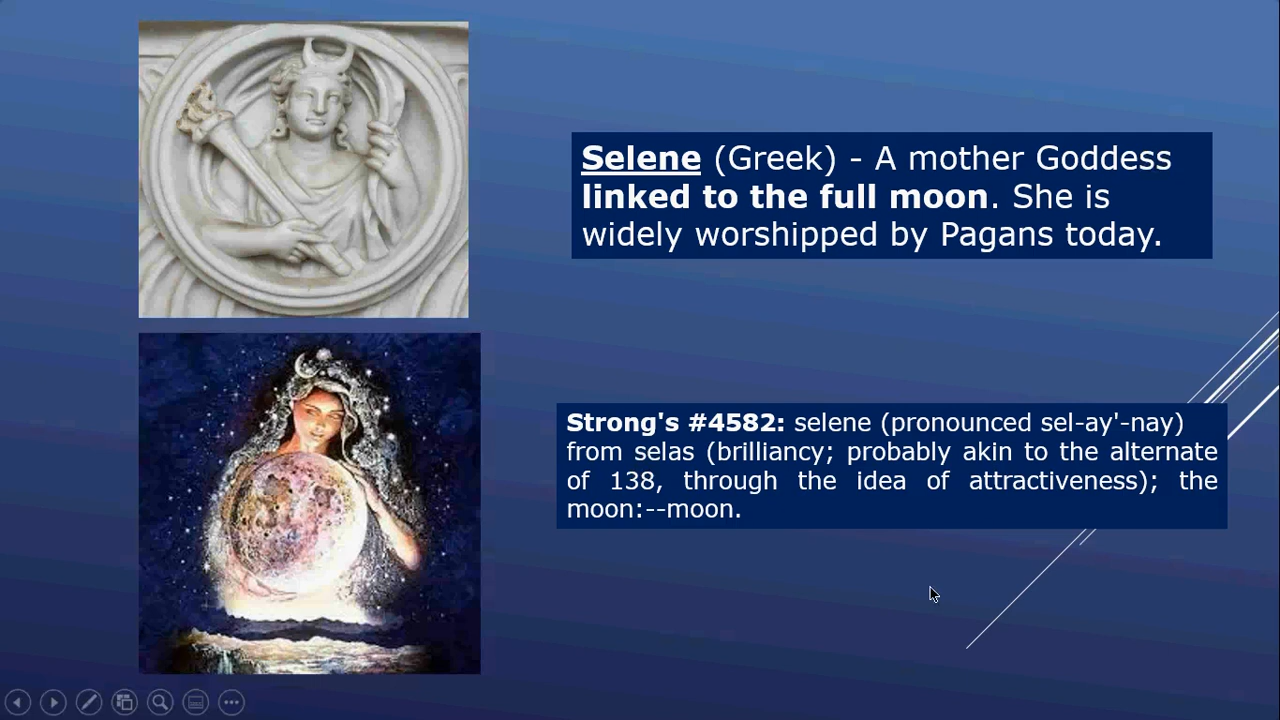 Selene (Greek) - A mother Goddess
linked to the full moon. She is
widely worshipped by Pagans today.
Strong's #4582: selene (pronounced sel-ay'-nay)
from selas (brilliancy; probably akin to the alternate
of 138, through the idea of attractiveness); the
moon:--moon.